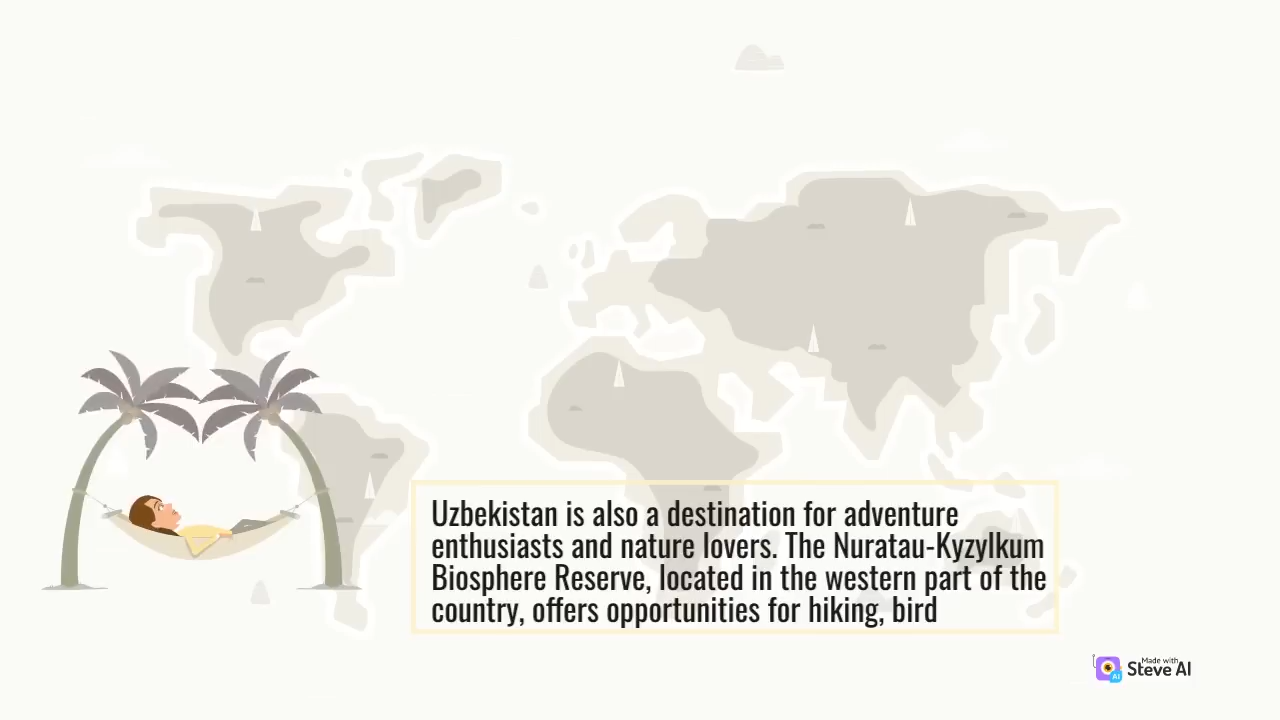 Uzbekistan is also a destination for adventure
enthusiasts and nature lovers. The Nuratau-Kyzylkum
Biosphere Reserve, located in the western part of the
country, offers opportunities for hiking, bird
Made with
Steve AI
AI